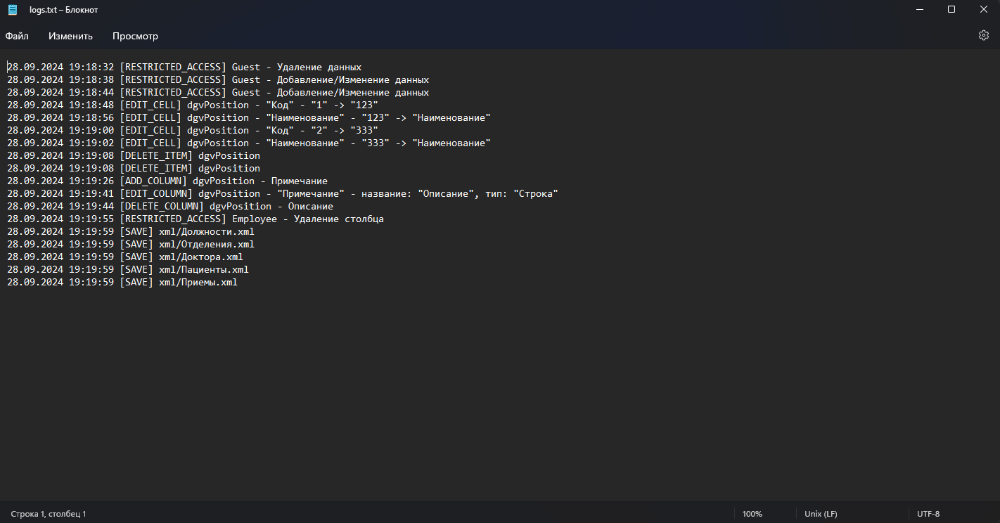 logs.txt – Блокнот
Файл Изменить Просмотр
28.09.2024 19:18:32 [RESTRICTED_ACCESS] Guest - Удаление данных
28.09.2024 19:18:38 [RESTRICTED_ACCESS] Guest - Добавление/Изменение данных
28.09.2024 19:18:44 [RESTRICTED_ACCESS] Guest - Добавление/Изменение данных
28.09.2024 19:18:48 [EDIT_CELL] dgvPosition - "Код" - "1" -> "123"
28.09.2024 19:18:56 [EDIT_CELL] dgvPosition - "Наименование" - "123" -> "Наименование"
28.09.2024 19:19:00 [EDIT_CELL] dgvPosition - "Код" - "2" -> "333"
28.09.2024 19:19:02 [EDIT_CELL] dgvPosition - "Наименование" - "333" -> "Наименование"
28.09.2024 19:19:08 [DELETE_ITEM] dgvPosition
28.09.2024 19:19:08 [DELETE_ITEM] dgvPosition
28.09.2024 19:19:26 [ADD_COLUMN] dgvPosition - Примечание
28.09.2024 19:19:41 [EDIT_COLUMN] dgvPosition - "Примечание" - название: "Описание", тип: "Строка"
28.09.2024 19:19:44 [DELETE_COLUMN] dgvPosition - Описание
28.09.2024 19:19:55 [RESTRICTED_ACCESS] Employee - Удаление столбца
28.09.2024 19:19:59 [SAVE] xml/Должности.xml
28.09.2024 19:19:59 [SAVE] xml/Отделения.xml
28.09.2024 19:19:59 [SAVE] xml/Доктора.xml
28.09.2024 19:19:59 [SAVE] xml/Пациенты.xml
28.09.2024 19:19:59 [SAVE] xml/Приемы.xml
Строка 1, столбец 1 100% Unix (LF) UTF-8